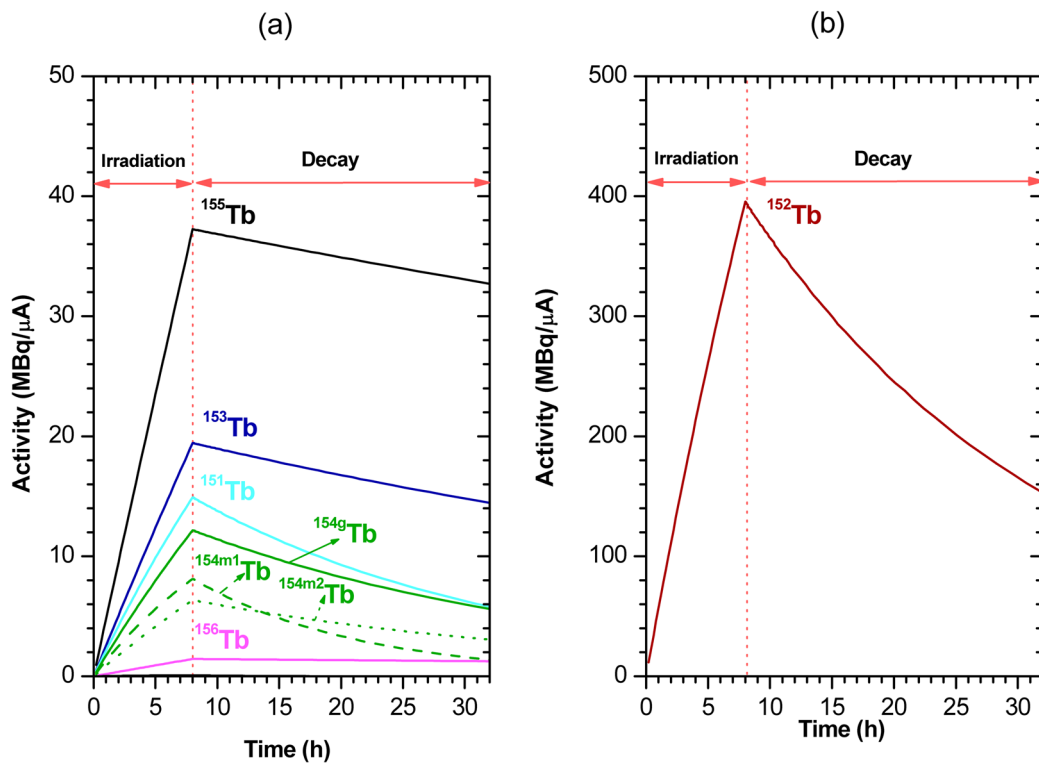 (a)
50
40
30
20
10
0
Activity (MBq/µA)
Irradiation
Decay
¹⁵⁵Tb
¹⁵³Tb
¹⁵¹Tb
¹⁵⁴ᵍTb
¹⁵⁴ᵐ¹Tb
¹⁵⁴ᵐ²Tb
¹⁵⁶Tb
0 5 10 15 20 25 30
Time (h)
(b)
500
400
300
200
100
0
Activity (MBq/µA)
Irradiation
Decay
¹⁵²Tb
0 5 10 15 20 25 30
Time (h)